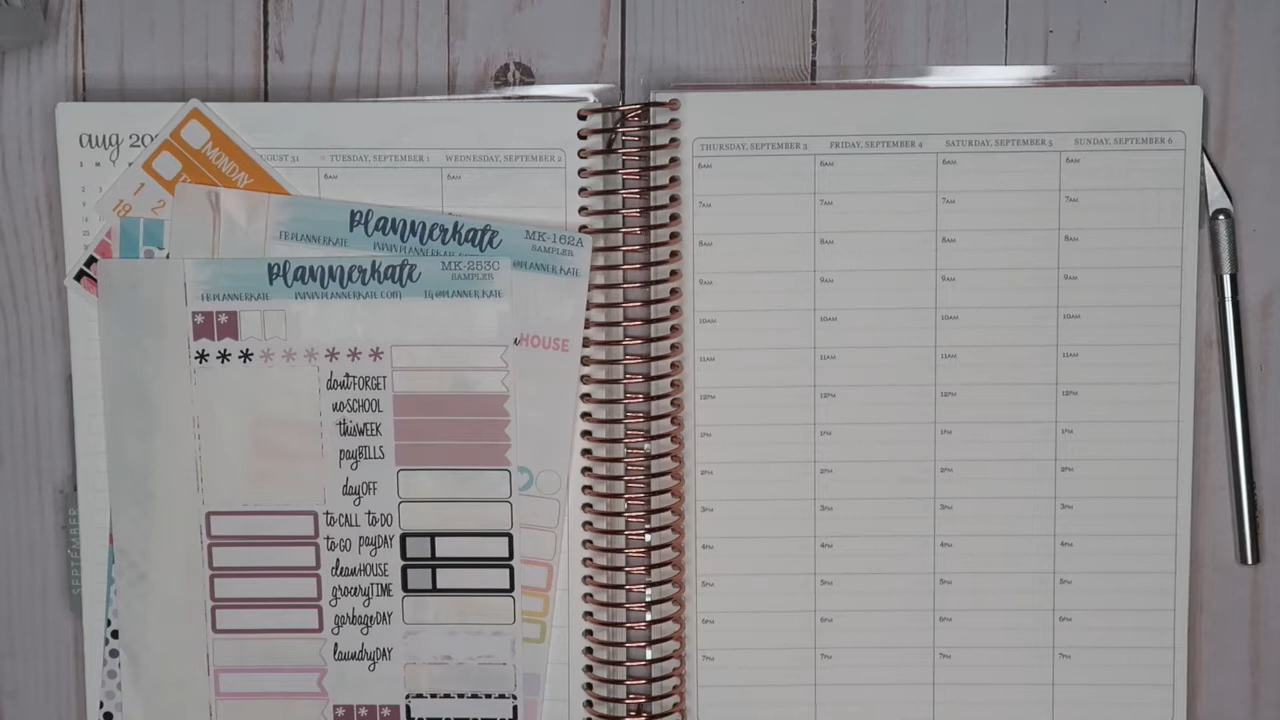 aug
S M
MONDAY
1
18 2
AUGUST 31
TUESDAY, SEPTEMBER 1
WEDNESDAY, SEPTEMBER 2
6AM
6AM
plannerkate
MK-162A
SAMPLER
FB:PLANNERKATE
WWW.PLANNERKATE.COM
@PLANNER.KATE
plannerkate
MK-253C
SAMPLER
FB:PLANNERKATE
WWW.PLANNERKATE.COM
IG@PLANNER.KATE
HOUSE
don'tFORGET
noSCHOOL
thisWEEK
payBILLS
dayOFF
toCALL toDO
toGO payDAY
cleanHOUSE
groceryTIME
garbageDAY
laundryDAY
SEPTEMBER
THURSDAY, SEPTEMBER 3
FRIDAY, SEPTEMBER 4
SATURDAY, SEPTEMBER 5
SUNDAY, SEPTEMBER 6
6AM 6AM 6AM 6AM
7AM 7AM 7AM 7AM
8AM 8AM 8AM 8AM
9AM 9AM 9AM 9AM
10AM 10AM 10AM 10AM
11AM 11AM 11AM 11AM
12PM 12PM 12PM 12PM
1PM 1PM 1PM 1PM
2PM 2PM 2PM 2PM
3PM 3PM 3PM 3PM
4PM 4PM 4PM 4PM
5PM 5PM 5PM 5PM
6PM 6PM 6PM 6PM
7PM 7PM 7PM 7PM